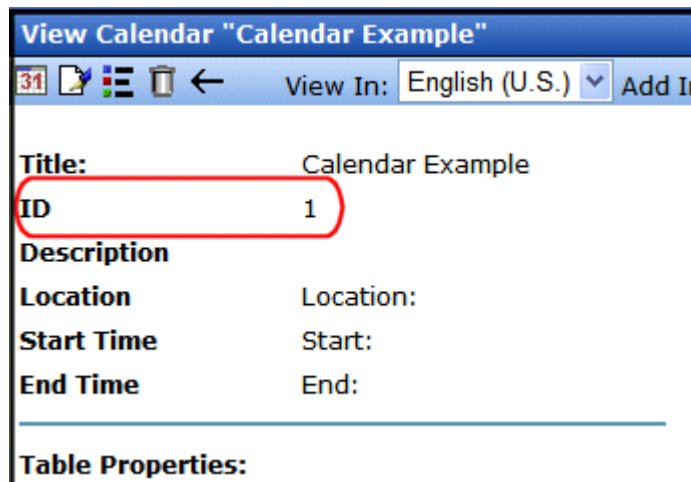 View Calendar "Calendar Example"
31 View In: English (U.S.) Add
Title: Calendar Example
ID 1
Description
Location Location:
Start Time Start:
End Time End:
Table Properties: